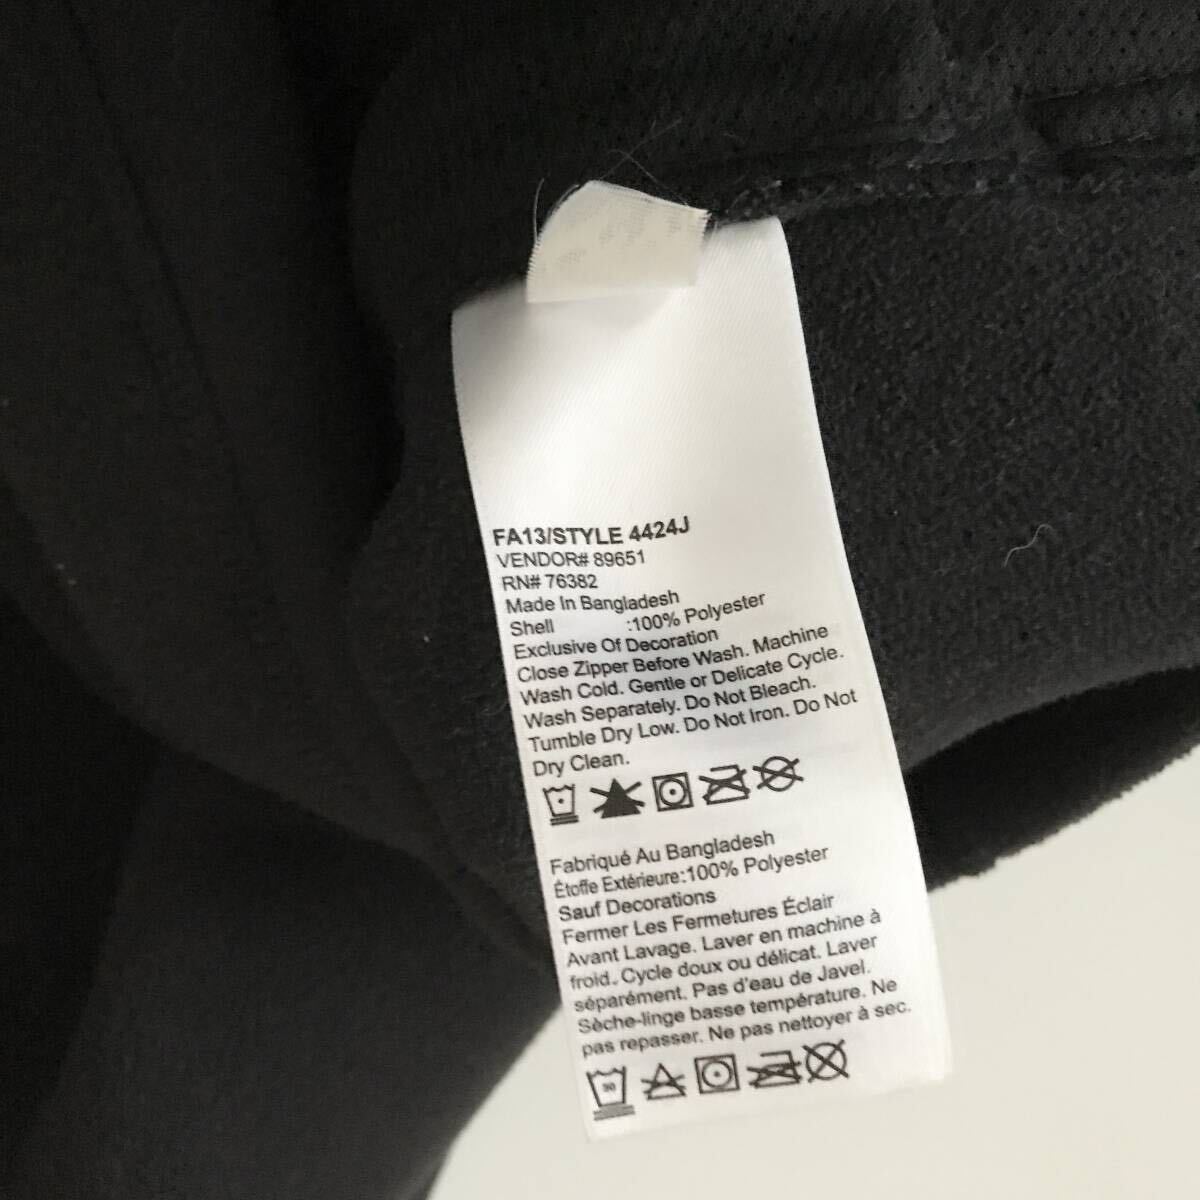 FA13/STYLE 4424J
VENDOR# 89651
RN# 76382
Made In Bangladesh
Shell :100% Polyester
Exclusive Of Decoration
Close Zipper Before Wash. Machine
Wash Cold. Gentle or Delicate Cycle.
Wash Separately. Do Not Bleach.
Tumble Dry Low. Do Not Iron. Do Not
Dry Clean.
Fabriqué Au Bangladesh
Étoffe Extérieure:100% Polyester
Sauf Decorations
Fermer Les Fermetures Éclair
Avant Lavage. Laver en machine à
froid. Cycle doux ou délicat. Laver
séparément. Pas d'eau de Javel.
Sèche-linge basse température. Ne
pas repasser. Ne pas nettoyer à sec.
30